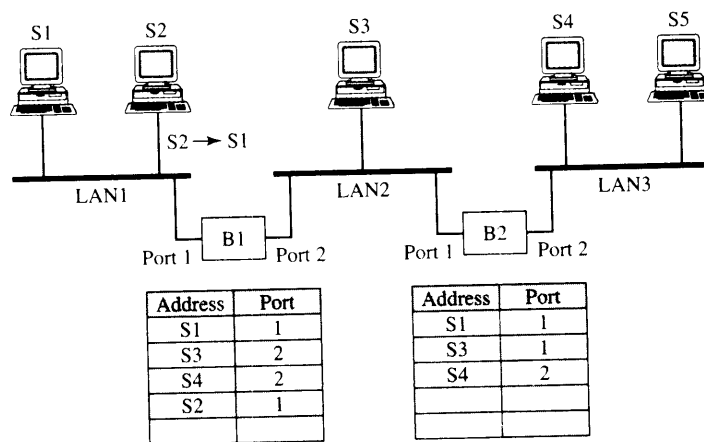 S1 S2 S3 S4 S5
S2 → S1
LAN1 LAN2 LAN3
Port 1 B1 Port 2 Port 1 B2 Port 2
Address Port
S1 1
S3 2
S4 2
S2 1
Address Port
S1 1
S3 1
S4 2